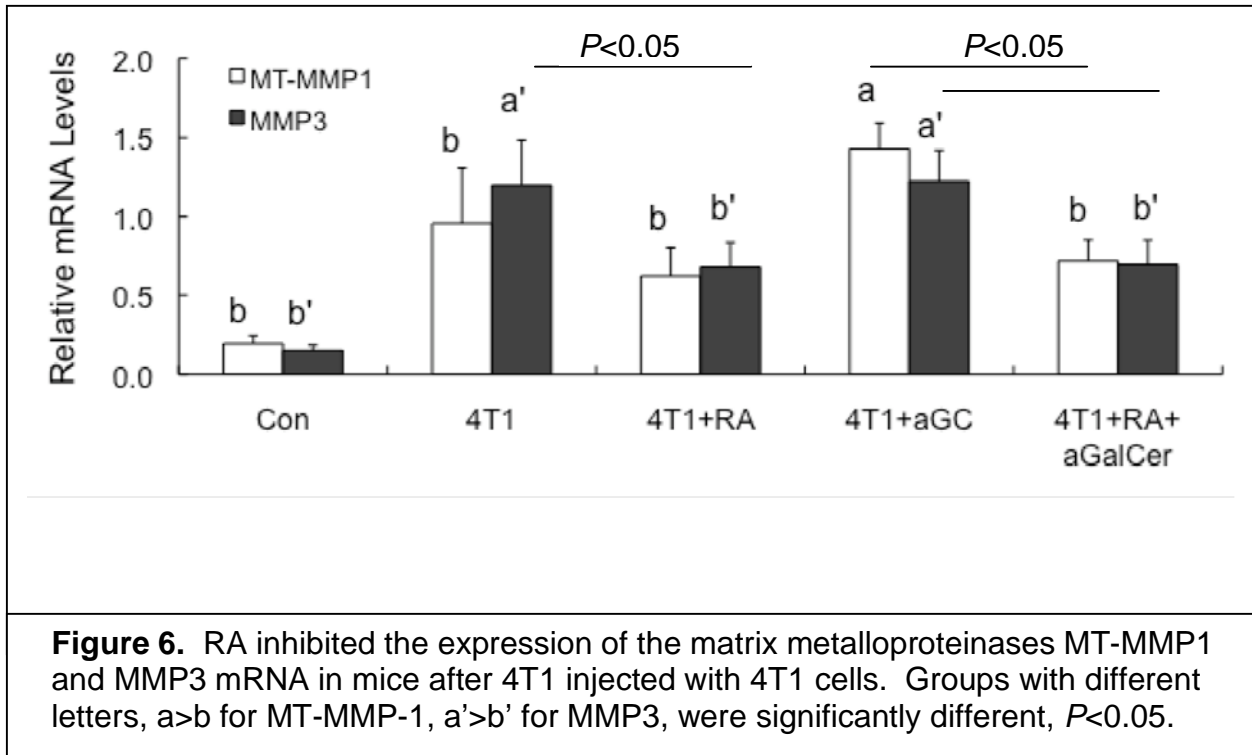 P<0.05 P<0.05
2.0
1.5
1.0
0.5
0.0
Relative mRNA Levels
MT-MMP1
MMP3
b b'
b a'
b b'
a a'
b b'
Con 4T1 4T1+RA 4T1+aGC 4T1+RA+
aGalCer
Figure 6. RA inhibited the expression of the matrix metalloproteinases MT-MMP1
and MMP3 mRNA in mice after 4T1 injected with 4T1 cells. Groups with different
letters, a>b for MT-MMP-1, a’>b’ for MMP3, were significantly different, P<0.05.